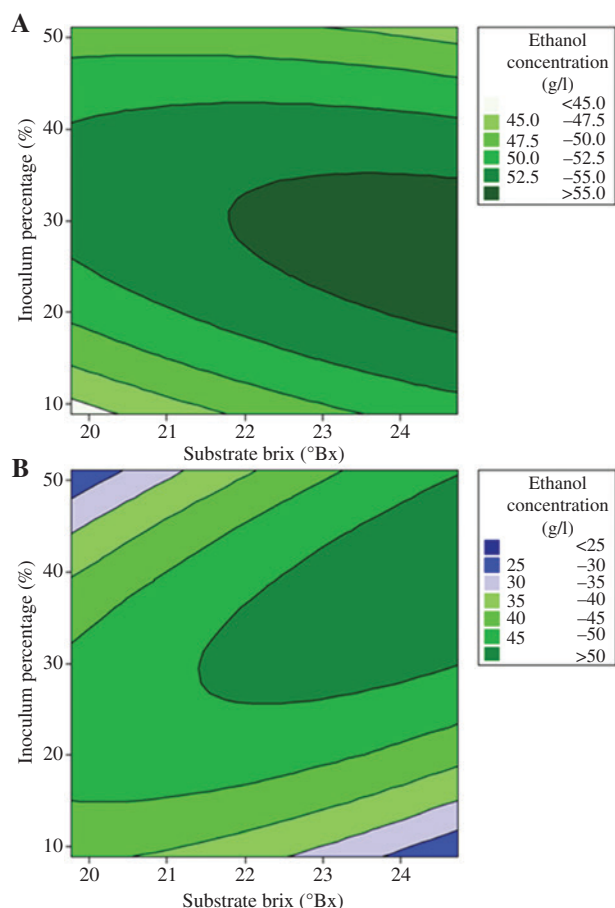 A
50
40
30
20
10
Inoculum percentage (%)
20 21 22 23 24
Substrate brix (°Bx)
Ethanol
concentration
(g/l)
<45.0
45.0 –47.5
47.5 –50.0
50.0 –52.5
52.5 –55.0
>55.0
B
50
40
30
20
10
Inoculum percentage (%)
20 21 22 23 24
Substrate brix (°Bx)
Ethanol
concentration
(g/l)
<25
25 –30
30 –35
35 –40
40 –45
45 –50
>50